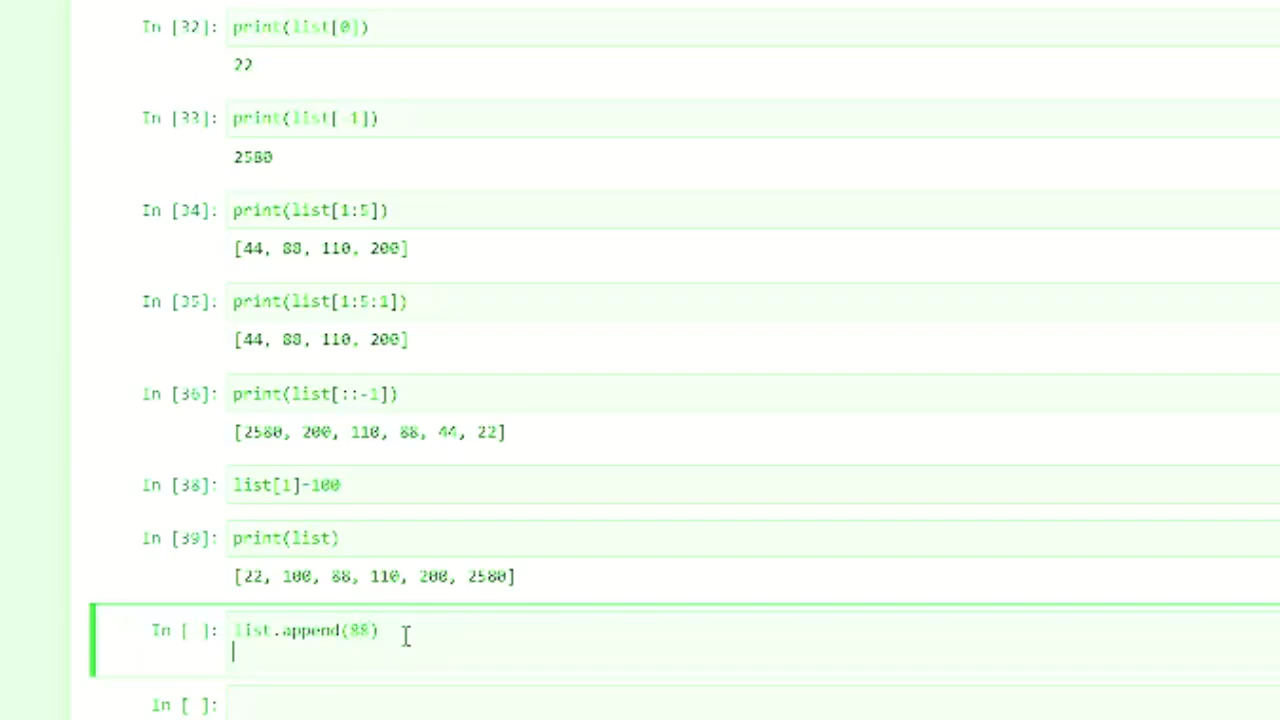 In [32]: print(list[0])
22
In [33]: print(list[-1])
2580
In [34]: print(list[1:5])
[44, 88, 110, 200]
In [35]: print(list[1:5:1])
[44, 88, 110, 200]
In [36]: print(list[::-1])
[2580, 200, 110, 88, 44, 22]
In [38]: list[1]=100
In [39]: print(list)
[22, 100, 88, 110, 200, 2580]
In [ ]: list.append(88)
In [ ]: